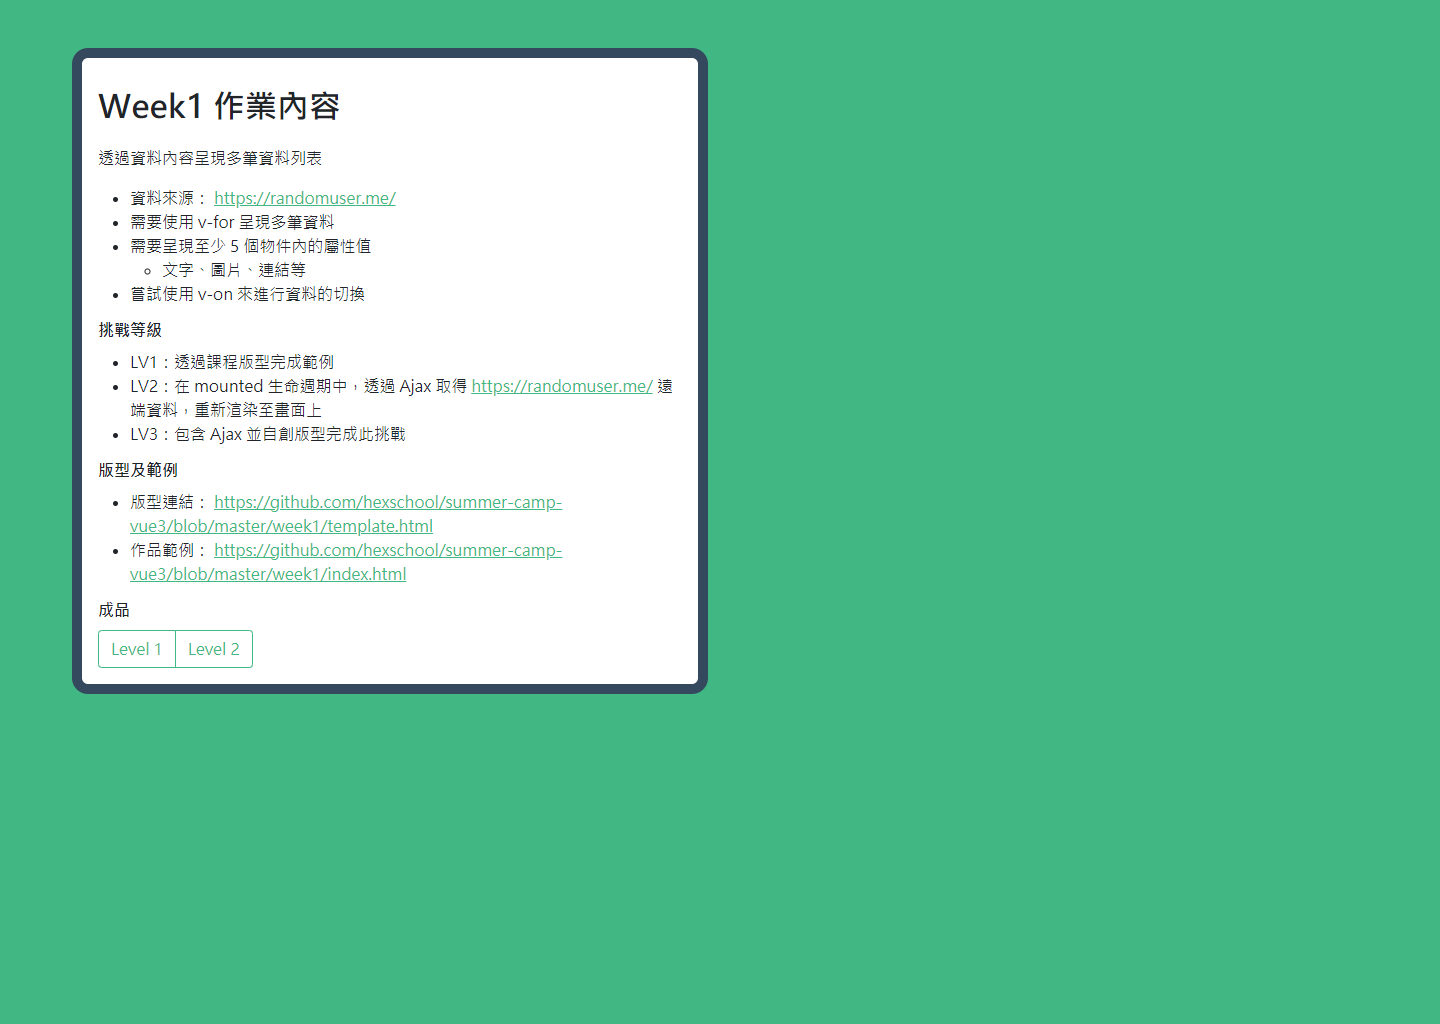 Week1 作業內容
透過資料內容呈現多筆資料列表
資料來源： https://randomuser.me/
需要使用 v-for 呈現多筆資料
需要呈現至少 5 個物件內的屬性值
文字、圖片、連結等
嘗試使用 v-on 來進行資料的切換
挑戰等級
LV1：透過課程版型完成範例
LV2：在 mounted 生命週期中，透過 Ajax 取得 https://randomuser.me/ 遠
端資料，重新渲染至畫面上
LV3：包含 Ajax 並自創版型完成此挑戰
版型及範例
版型連結： https://github.com/hexschool/summer-camp-
vue3/blob/master/week1/template.html
作品範例： https://github.com/hexschool/summer-camp-
vue3/blob/master/week1/index.html
成品
Level 1 Level 2